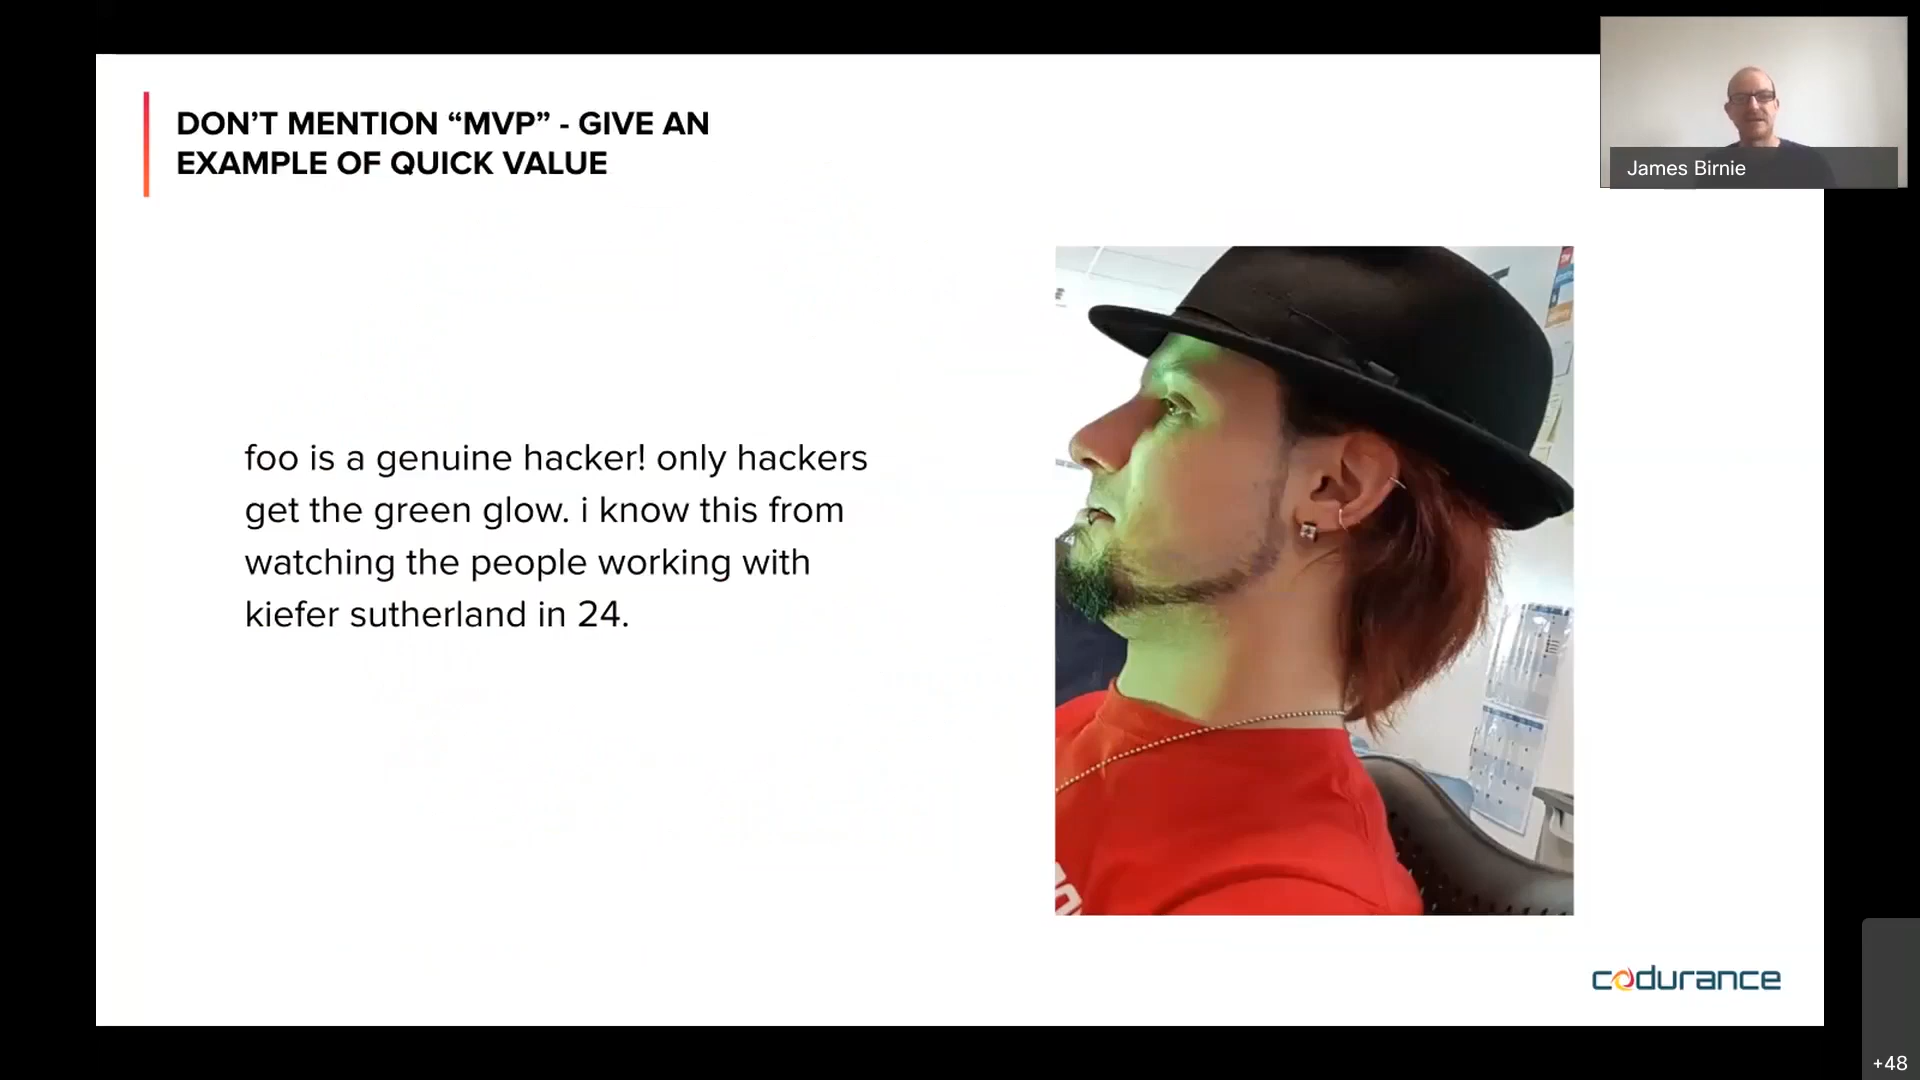 DON’T MENTION “MVP” - GIVE AN
EXAMPLE OF QUICK VALUE
James Birnie
foo is a genuine hacker! only hackers
get the green glow. i know this from
watching the people working with
kiefer sutherland in 24.
codurance
+48